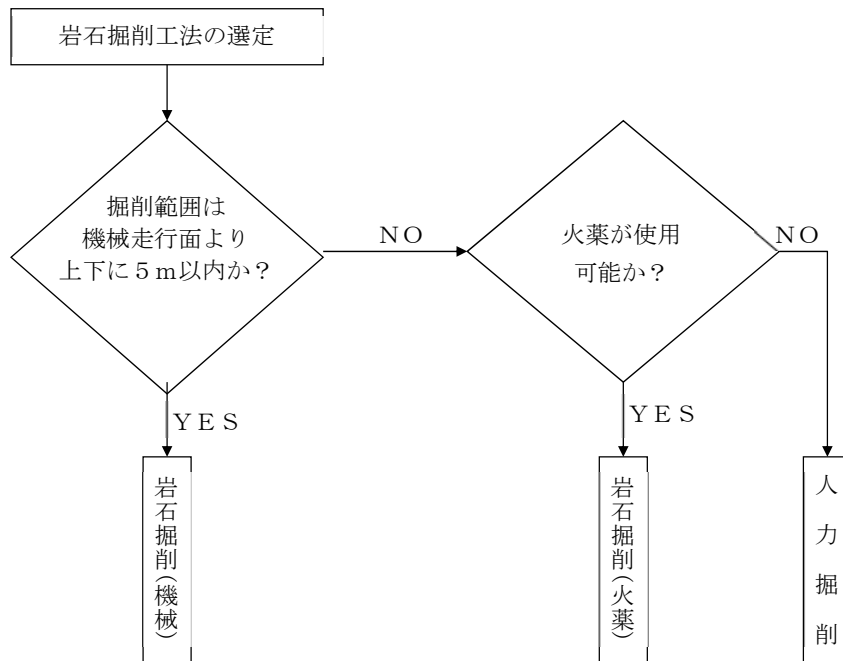 岩石掘削工法の選定
掘削範囲は
機械走行面より
上下に５ｍ以内か？
ＮＯ
火薬が使用
可能か？
ＮＯ
ＹＥＳ
ＹＥＳ
岩石掘削（機械）
岩石掘削（火薬）
人力掘削